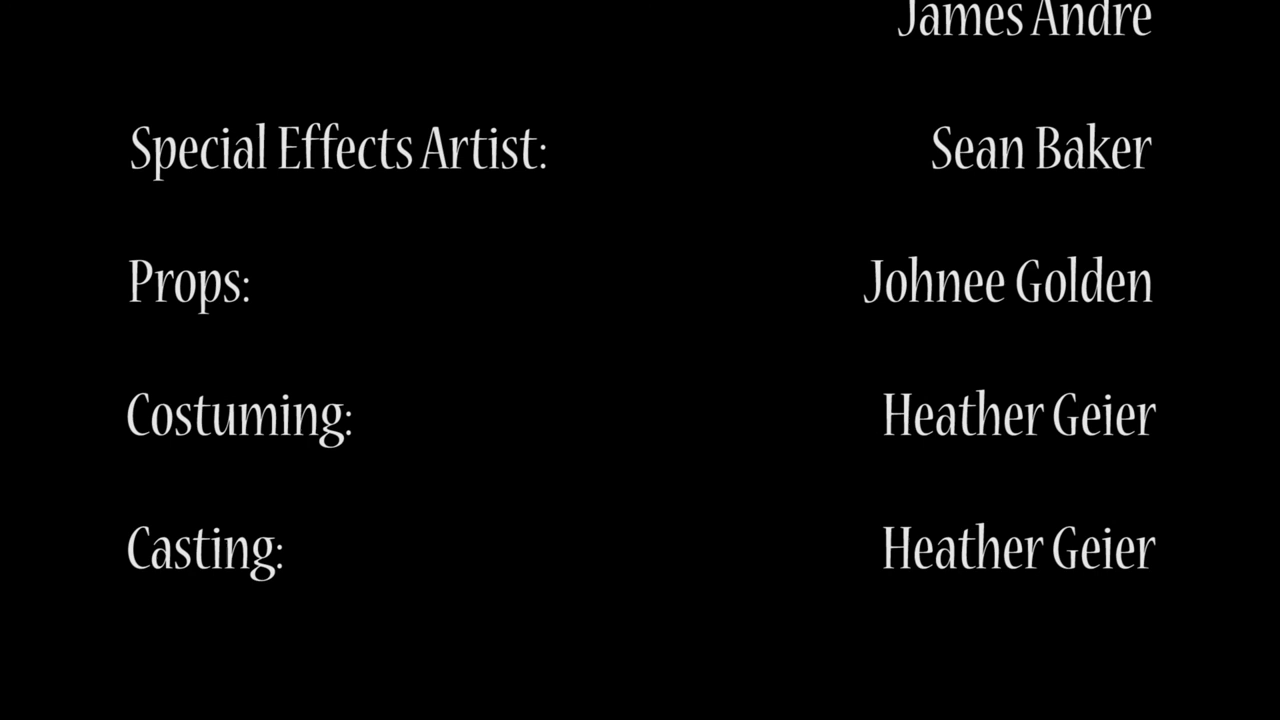 James Andre
Special Effects Artist: Sean Baker
Props: Johnee Golden
Costuming: Heather Geier
Casting: Heather Geier